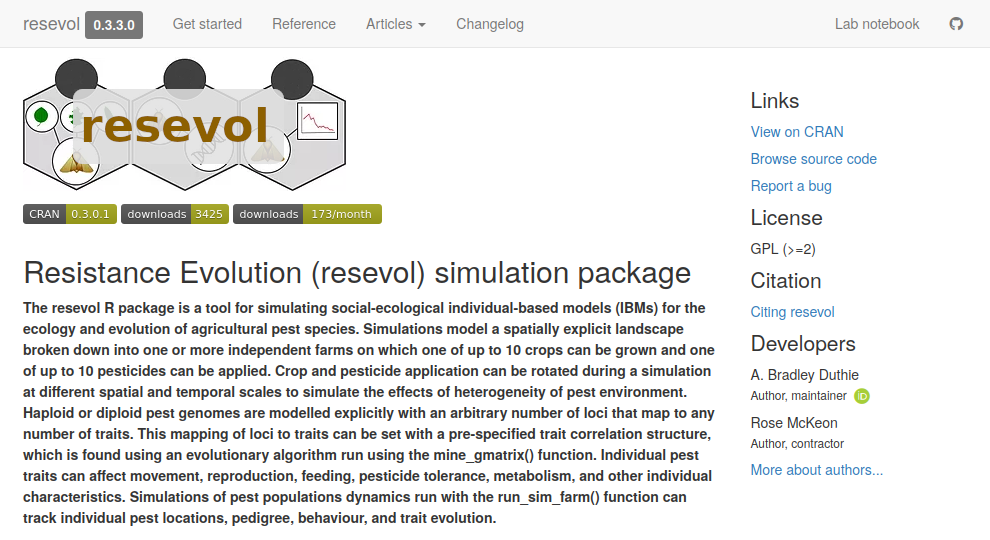 resevol 0.3.3.0 Get started Reference Articles Changelog Lab notebook
resevol
CRAN 0.3.0.1 downloads 3425 downloads 173/month
Resistance Evolution (resevol) simulation package
The resevol R package is a tool for simulating social-ecological individual-based models (IBMs) for the
ecology and evolution of agricultural pest species. Simulations model a spatially explicit landscape
broken down into one or more independent farms on which one of up to 10 crops can be grown and one
of up to 10 pesticides can be applied. Crop and pesticide application can be rotated during a simulation
at different spatial and temporal scales to simulate the effects of heterogeneity of pest environment.
Haploid or diploid pest genomes are modelled explicitly with an arbitrary number of loci that map to any
number of traits. This mapping of loci to traits can be set with a pre-specified trait correlation structure,
which is found using an evolutionary algorithm run using the mine_gmatrix() function. Individual pest
traits can affect movement, reproduction, feeding, pesticide tolerance, metabolism, and other individual
characteristics. Simulations of pest populations dynamics run with the run_sim_farm() function can
track individual pest locations, pedigree, behaviour, and trait evolution.
Links
View on CRAN
Browse source code
Report a bug
License
GPL (>=2)
Citation
Citing resevol
Developers
A. Bradley Duthie
Author, maintainer iD
Rose McKeon
Author, contractor
More about authors...